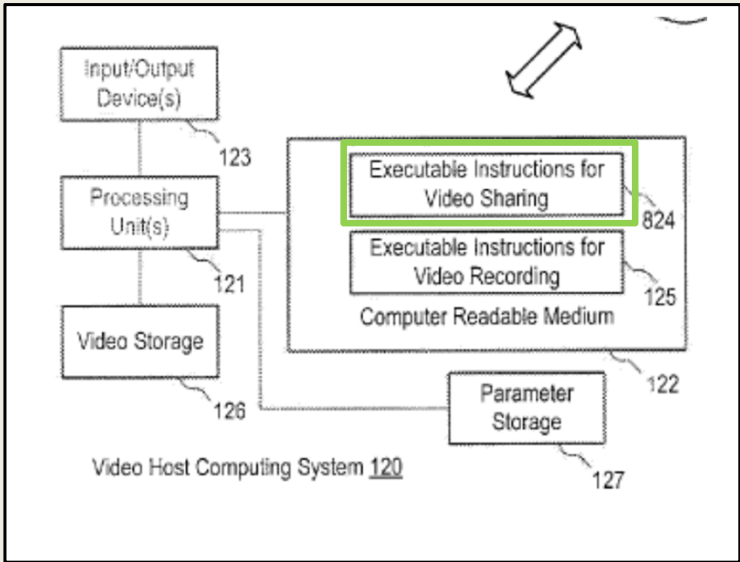 Input/Output
Device(s)
123
Executable Instructions for
Video Sharing
824
Processing
Unit(s)
121
Executable Instructions for
Video Recording
125
Computer Readable Medium
122
Video Storage
126
Parameter
Storage
127
Video Host Computing System 120